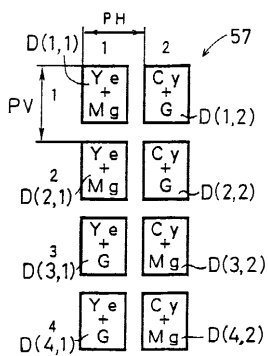 PH
D(1,1) 1 2 57
PV 1 Ye + Mg Cy + G
D(1,2)
2 Ye + Mg Cy + G
D(2,1) D(2,2)
3 Ye + G Cy + Mg
D(3,1) D(3,2)
4 Ye + G Cy + Mg
D(4,1) D(4,2)